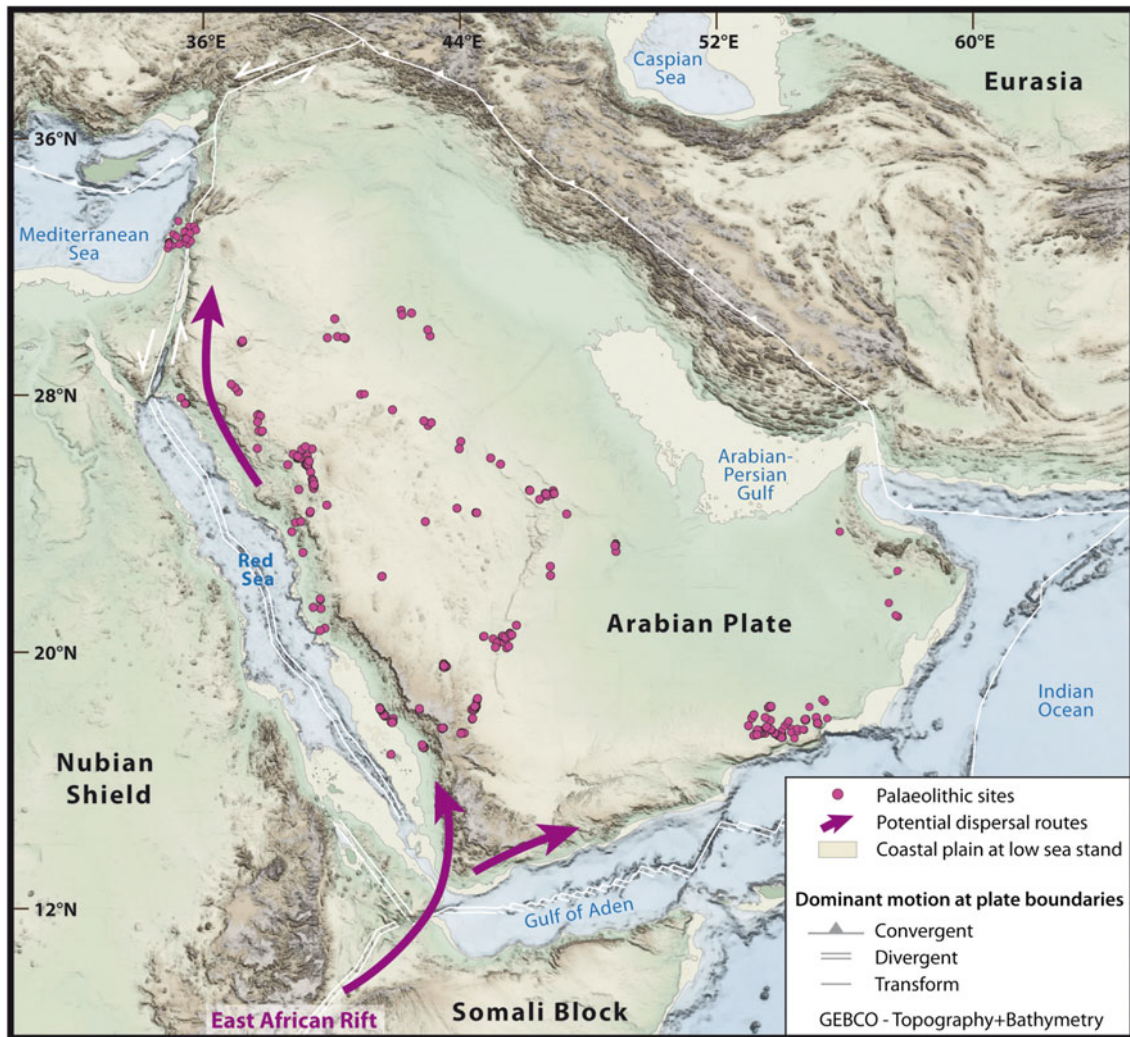 36°E
44°E
52°E
60°E
Caspian
Sea
Eurasia
36°N
Mediterranean
Sea
28°N
Arabian-
Persian
Gulf
Red
Sea
Arabian Plate
20°N
Indian
Ocean
Nubian
Shield
12°N
Gulf of Aden
East African Rift
Somali Block
Palaeolithic sites
Potential dispersal routes
Coastal plain at low sea stand
Dominant motion at plate boundaries
Convergent
Divergent
Transform
GEBCO - Topography+Bathymetry